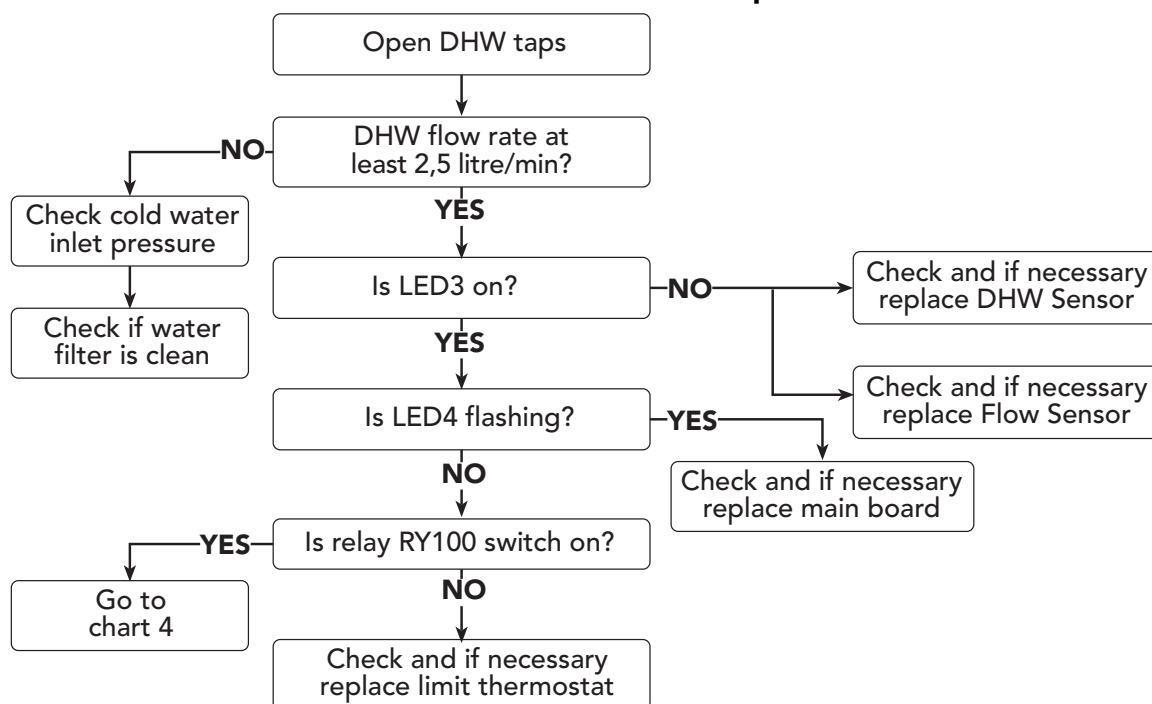 Open DHW taps
DHW flow rate at
least 2,5 litre/min?
NO
Check cold water
inlet pressure
Check if water
filter is clean
YES
Is LED3 on?
NO
Check and if necessary
replace DHW Sensor
Check and if necessary
replace Flow Sensor
YES
Is LED4 flashing?
YES
Check and if necessary
replace main board
NO
Is relay RY100 switch on?
YES
Go to
chart 4
NO
Check and if necessary
replace limit thermostat